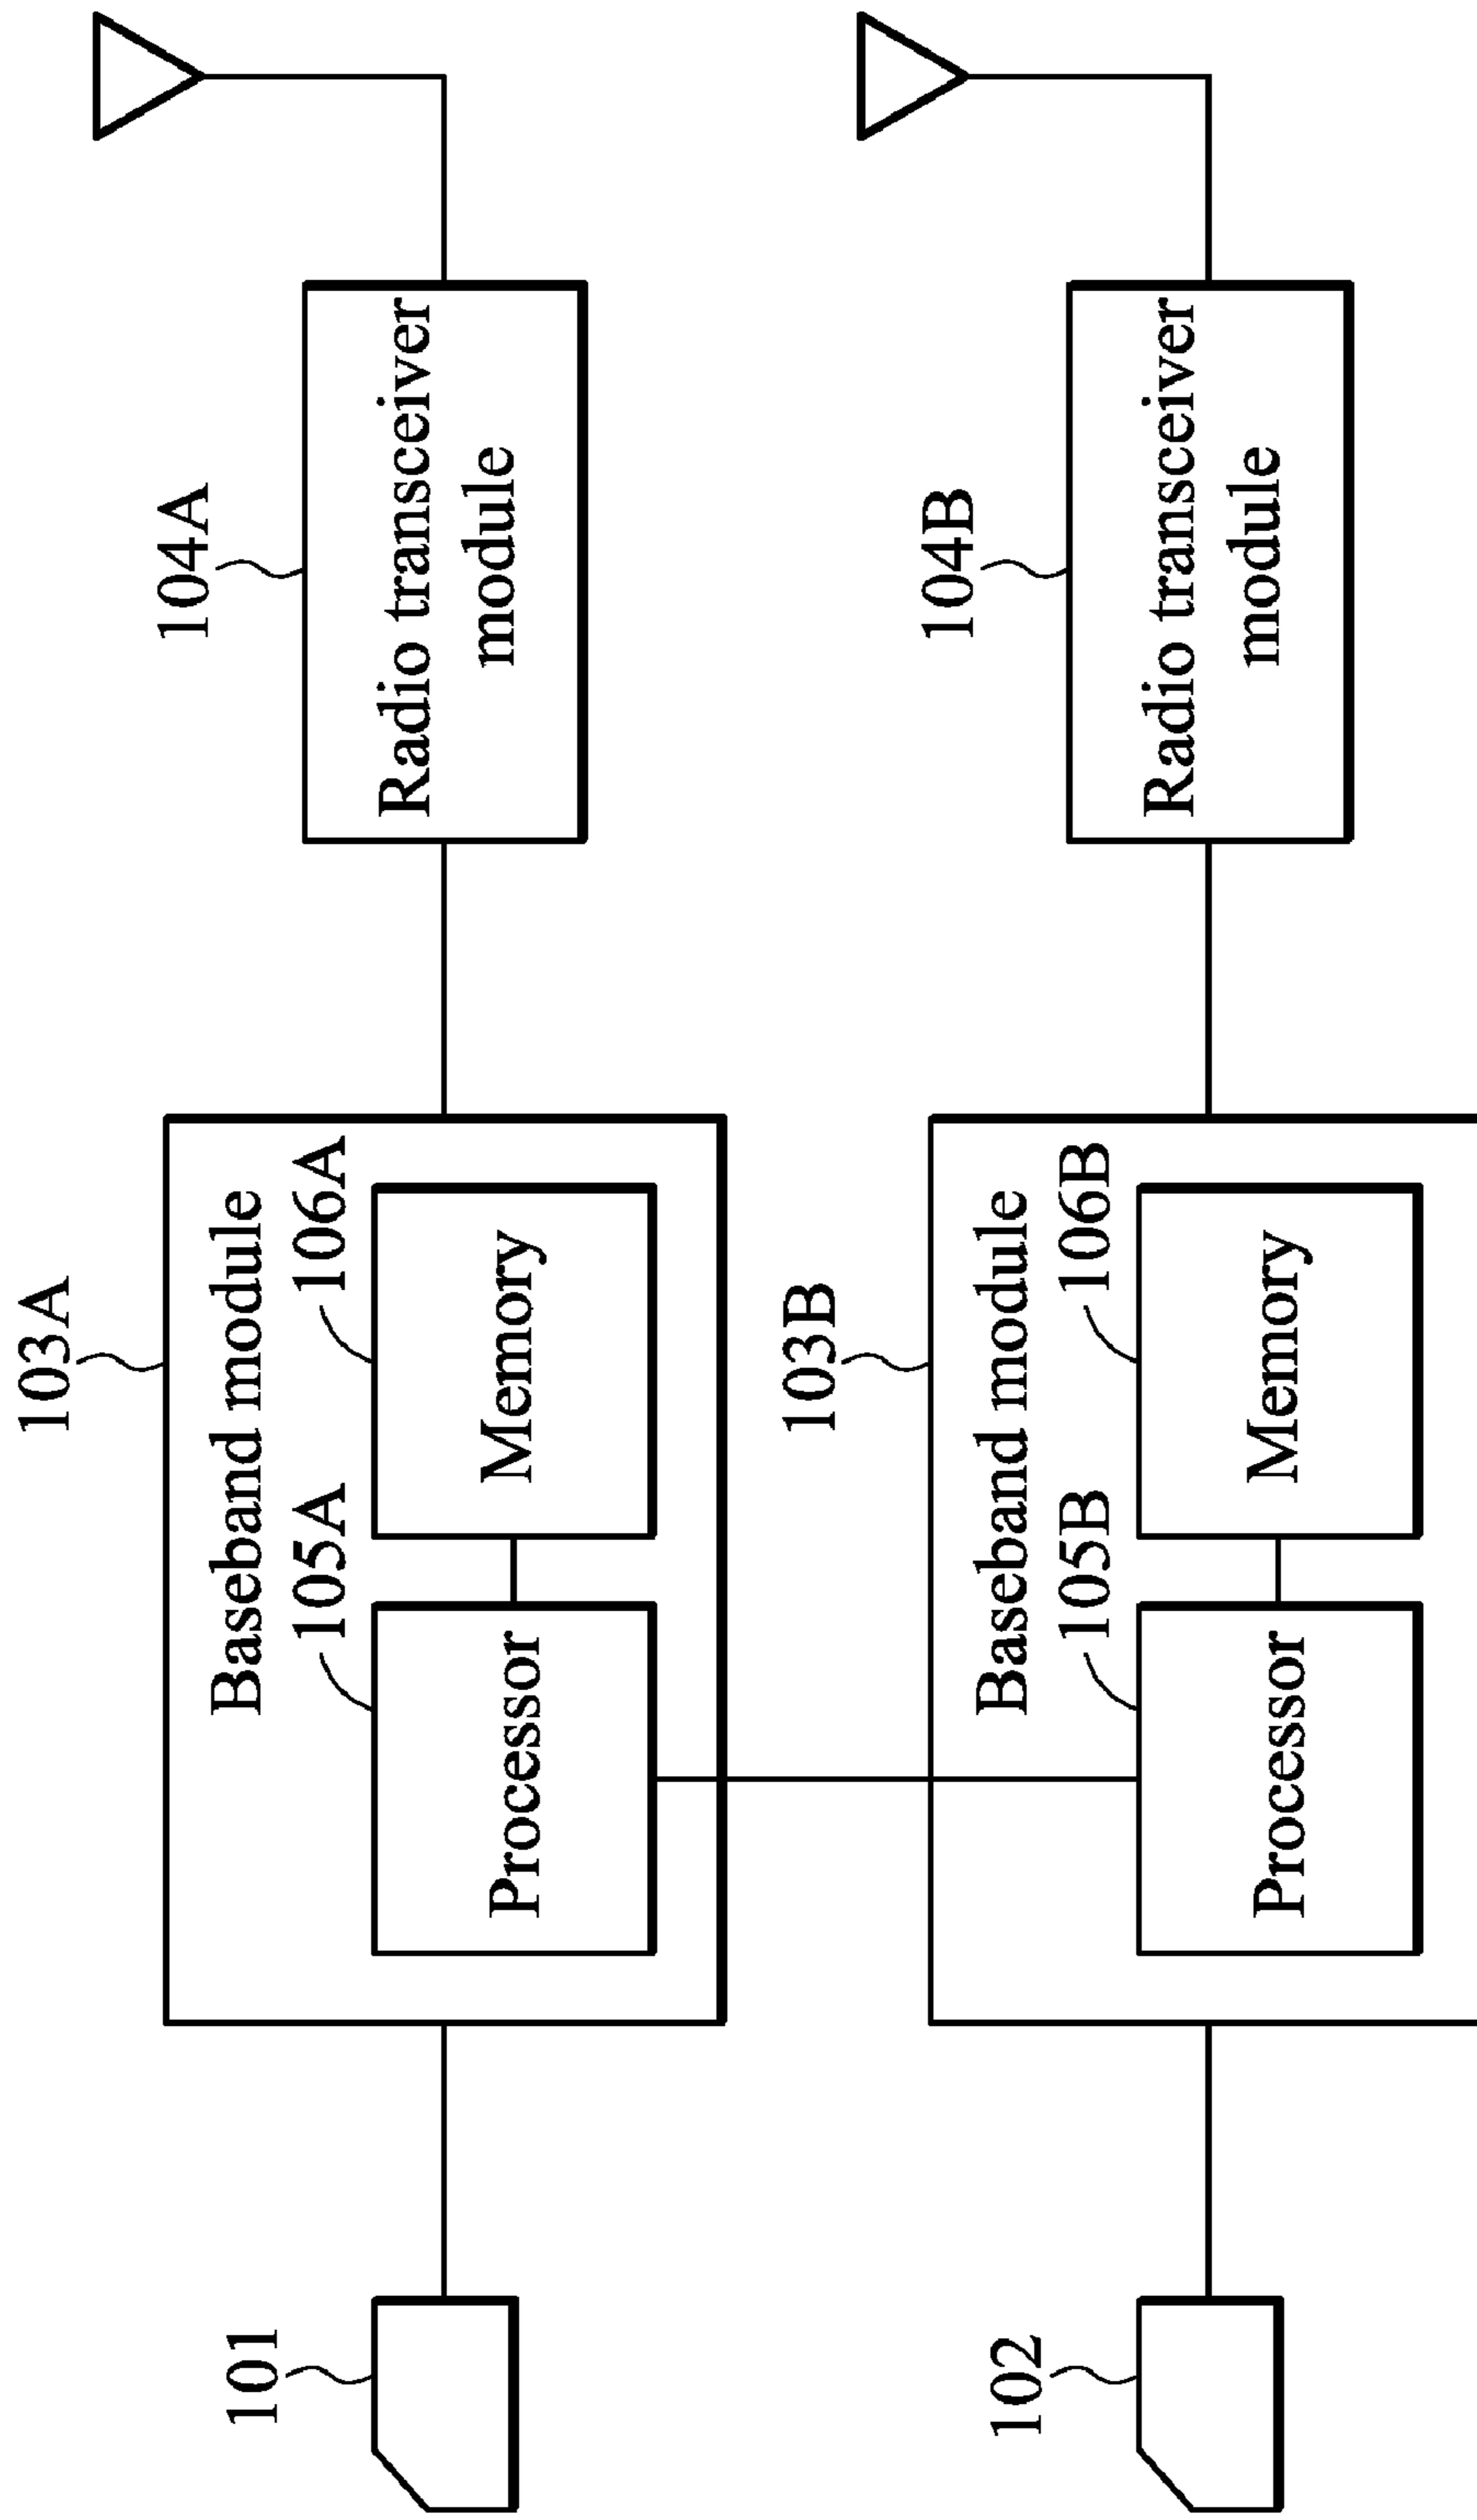 103A
Baseband module
105A
106A
Processor
Memory
101
104A
Radio transceiver
module
103B
Baseband module
105B
106B
Processor
Memory
102
104B
Radio transceiver
module